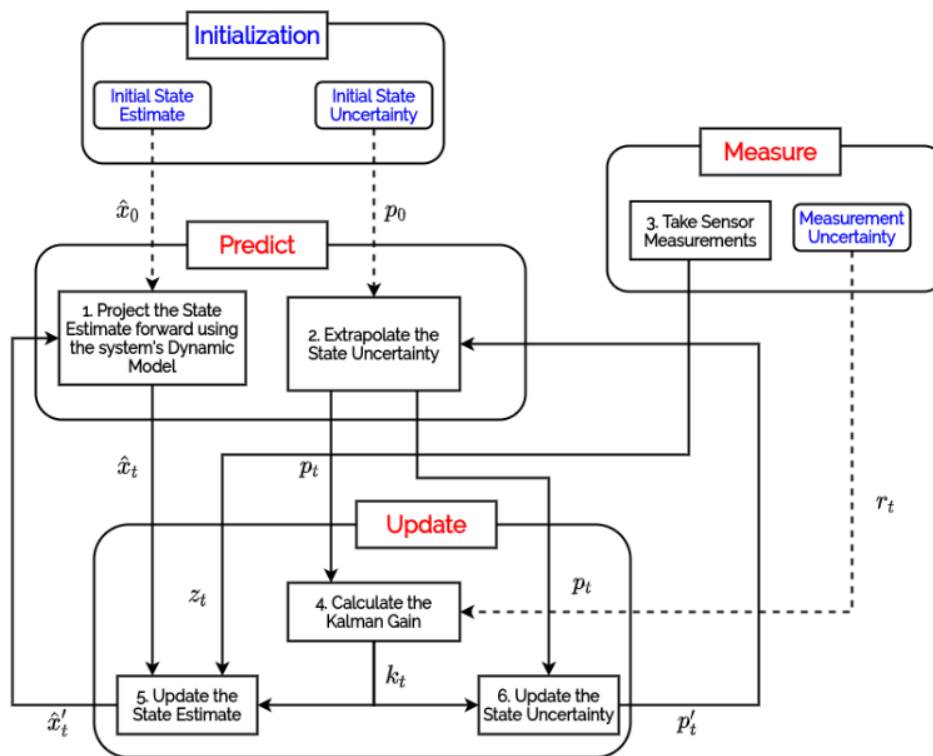 Initialization
Initial State
Estimate
Initial State
Uncertainty
Measure
3. Take Sensor
Measurements
Measurement
Uncertainty
x̂₀
p₀
Predict
1. Project the State
Estimate forward using
the system's Dynamic
Model
2. Extrapolate the
State Uncertainty
x̂ₜ
pₜ
rₜ
Update
zₜ
4. Calculate the
Kalman Gain
pₜ
kₜ
5. Update the
State Estimate
6. Update the
State Uncertainty
x̂′ₜ
p′ₜ